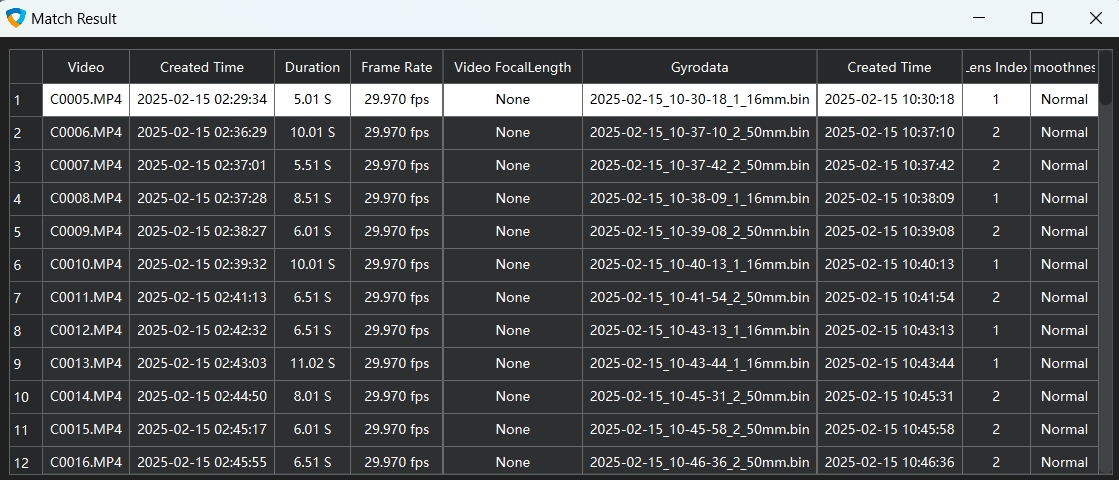 Match Result
Video Created Time Duration Frame Rate Video FocalLength Gyrodata Created Time ens Index moothnes
1 C0005.MP4 2025-02-15 02:29:34 5.01 S 29.970 fps None 2025-02-15_10-30-18_1_16mm.bin 2025-02-15 10:30:18 1 Normal
2 C0006.MP4 2025-02-15 02:36:29 10.01 S 29.970 fps None 2025-02-15_10-37-10_2_50mm.bin 2025-02-15 10:37:10 2 Normal
3 C0007.MP4 2025-02-15 02:37:01 5.51 S 29.970 fps None 2025-02-15_10-37-42_2_50mm.bin 2025-02-15 10:37:42 2 Normal
4 C0008.MP4 2025-02-15 02:37:28 8.51 S 29.970 fps None 2025-02-15_10-38-09_1_16mm.bin 2025-02-15 10:38:09 1 Normal
5 C0009.MP4 2025-02-15 02:38:27 6.01 S 29.970 fps None 2025-02-15_10-39-08_2_50mm.bin 2025-02-15 10:39:08 2 Normal
6 C0010.MP4 2025-02-15 02:39:32 10.01 S 29.970 fps None 2025-02-15_10-40-13_1_16mm.bin 2025-02-15 10:40:13 1 Normal
7 C0011.MP4 2025-02-15 02:41:13 6.51 S 29.970 fps None 2025-02-15_10-41-54_2_50mm.bin 2025-02-15 10:41:54 2 Normal
8 C0012.MP4 2025-02-15 02:42:32 6.51 S 29.970 fps None 2025-02-15_10-43-13_1_16mm.bin 2025-02-15 10:43:13 1 Normal
9 C0013.MP4 2025-02-15 02:43:03 11.02 S 29.970 fps None 2025-02-15_10-43-44_1_16mm.bin 2025-02-15 10:43:44 1 Normal
10 C0014.MP4 2025-02-15 02:44:50 8.01 S 29.970 fps None 2025-02-15_10-45-31_2_50mm.bin 2025-02-15 10:45:31 2 Normal
11 C0015.MP4 2025-02-15 02:45:17 6.01 S 29.970 fps None 2025-02-15_10-45-58_2_50mm.bin 2025-02-15 10:45:58 2 Normal
12 C0016.MP4 2025-02-15 02:45:55 6.51 S 29.970 fps None 2025-02-15_10-46-36_2_50mm.bin 2025-02-15 10:46:36 2 Normal